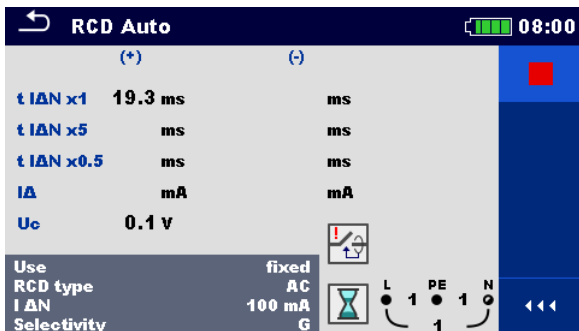 RCD Auto 08:00
(+) (-)
t IΔN x1 19.3 ms ms
t IΔN x5 ms ms
t IΔN x0.5 ms ms
IΔ mA mA
Uc 0.1 V
Use fixed
RCD type AC
I ΔN 100 mA
Selectivity G
L PE N
1 1
1